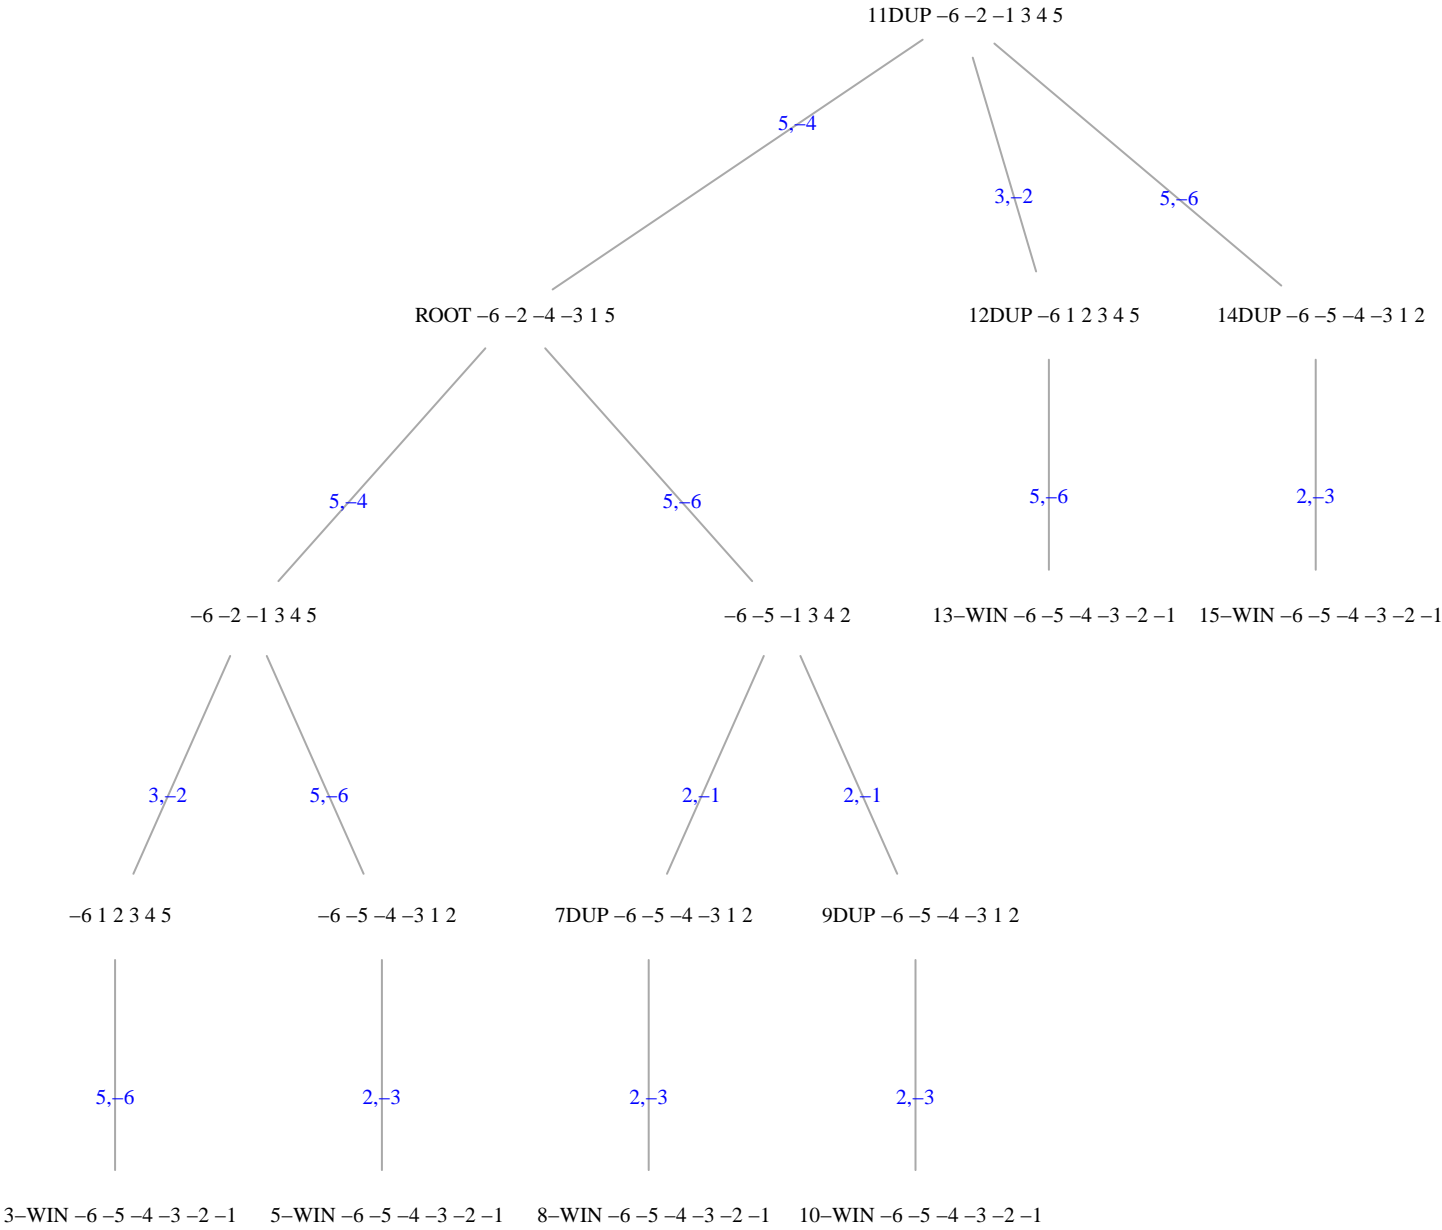 11DUP –6 –2 –1 3 4 5
5,–4
3,–2
5,–6
ROOT –6 –2 –4 –3 1 5
12DUP –6 1 2 3 4 5
14DUP –6 –5 –4 –3 1 2
5,–4
5,–6
5,–6
2,–3
–6 –2 –1 3 4 5
–6 –5 –1 3 4 2
13–WIN –6 –5 –4 –3 –2 –1
15–WIN –6 –5 –4 –3 –2 –1
3,–2
5,–6
2,–1
2,–1
–6 1 2 3 4 5
–6 –5 –4 –3 1 2
7DUP –6 –5 –4 –3 1 2
9DUP –6 –5 –4 –3 1 2
5,–6
2,–3
2,–3
2,–3
3–WIN –6 –5 –4 –3 –2 –1
5–WIN –6 –5 –4 –3 –2 –1
8–WIN –6 –5 –4 –3 –2 –1
10–WIN –6 –5 –4 –3 –2 –1